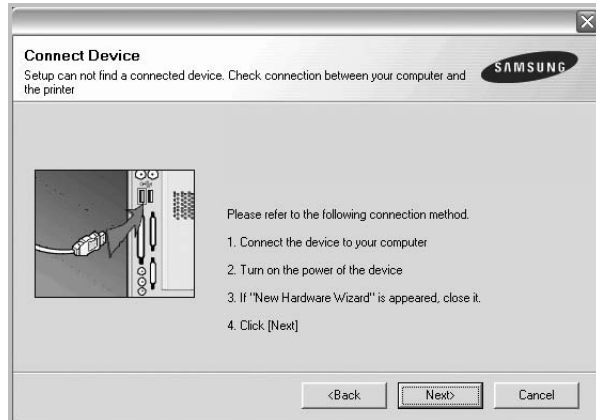 Connect Device
Setup can not find a connected device. Check connection between your computer and
the printer
SAMSUNG
Please refer to the following connection method.
1. Connect the device to your computer
2. Turn on the power of the device
3. If "New Hardware Wizard" is appeared, close it.
4. Click [Next]
<Back
Next>
Cancel